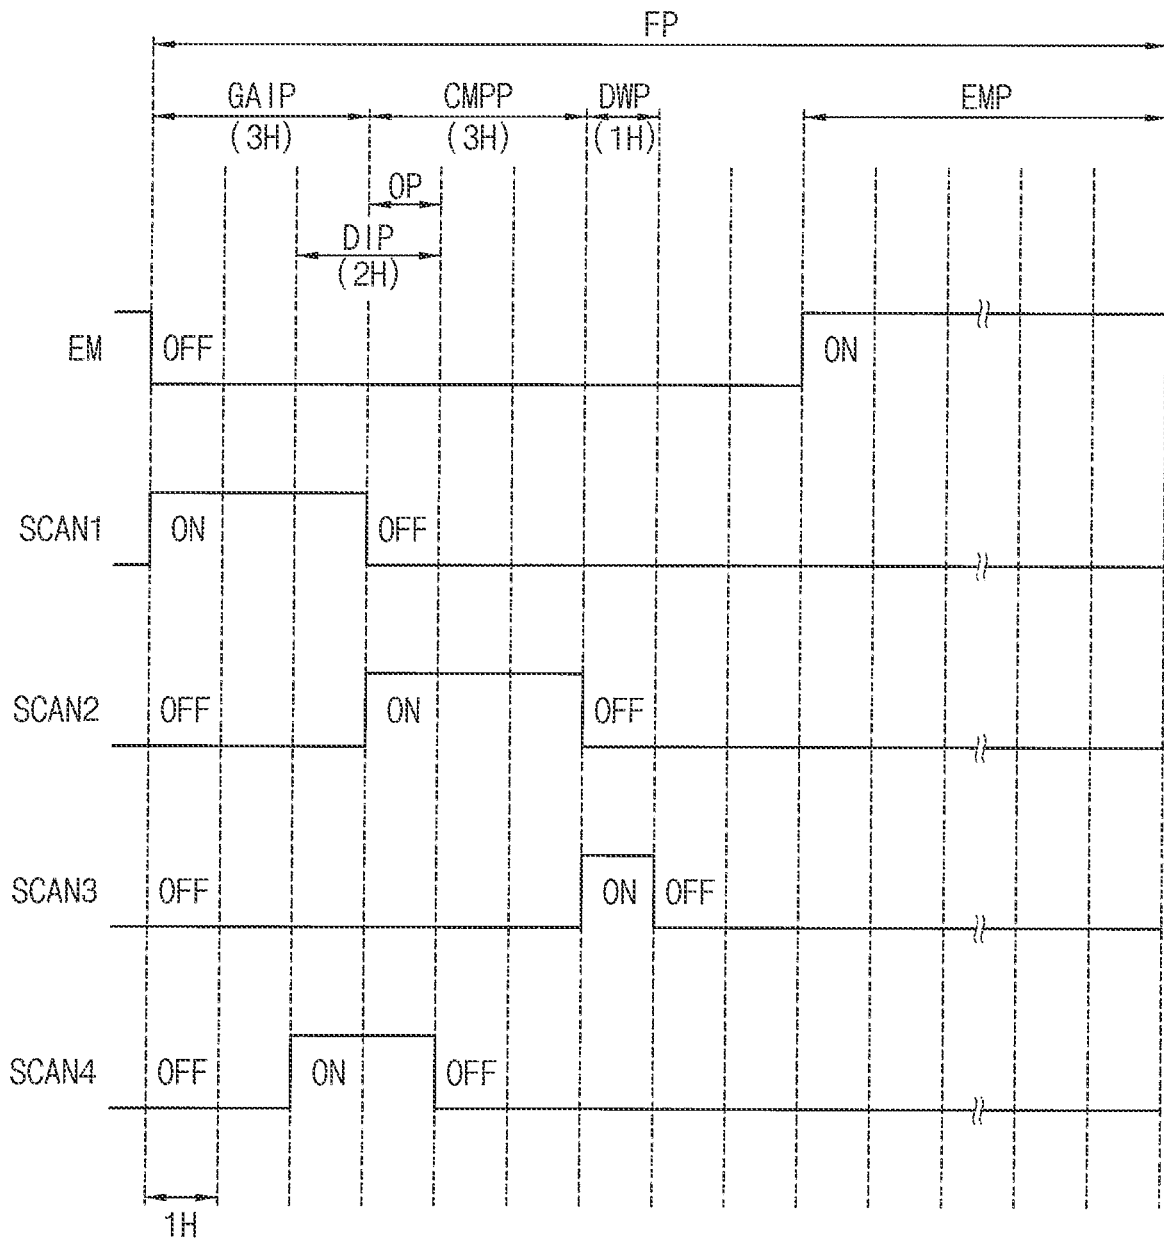 FP
GAIP CMPP DWP EMP
(3H) (3H) (1H)
OP
DIP
(2H)
EM OFF ON
SCAN1 ON OFF
SCAN2 OFF ON OFF
SCAN3 OFF ON OFF
SCAN4 OFF ON OFF
1H